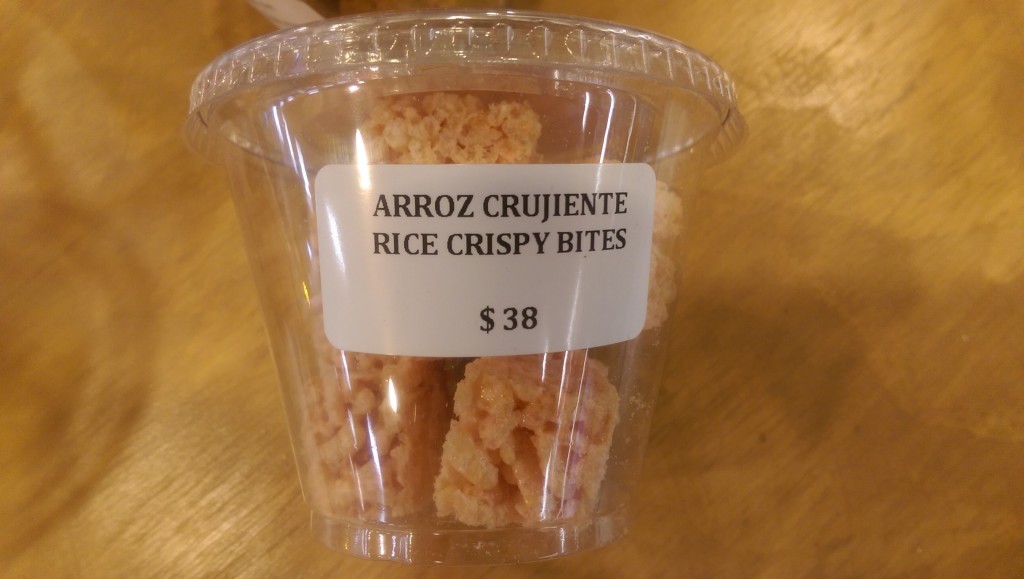 ARROZ CRUJIENTE
RICE CRISPY BITES
$ 38